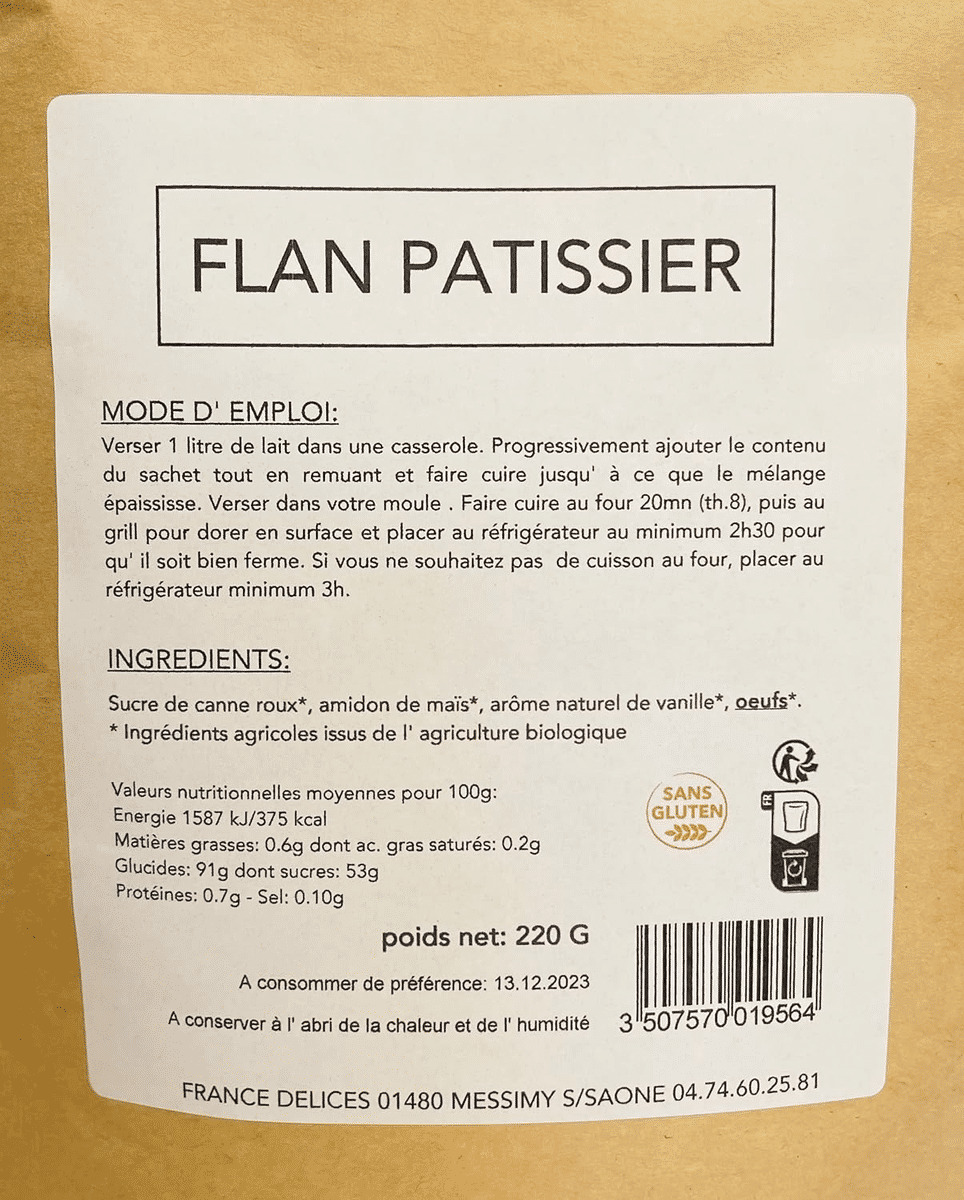 FLAN PATISSIER
MODE D' EMPLOI:
Verser 1 litre de lait dans une casserole. Progressivement ajouter le contenu
du sachet tout en remuant et faire cuire jusqu' à ce que le mélange
épaississe. Verser dans votre moule . Faire cuire au four 20mn (th.8), puis au
grill pour dorer en surface et placer au réfrigérateur au minimum 2h30 pour
qu' il soit bien ferme. Si vous ne souhaitez pas de cuisson au four, placer au
réfrigérateur minimum 3h.
INGREDIENTS:
Sucre de canne roux*, amidon de maïs*, arôme naturel de vanille*, oeufs*.
* Ingrédients agricoles issus de l' agriculture biologique
Valeurs nutritionnelles moyennes pour 100g:
Energie 1587 kJ/375 kcal
Matières grasses: 0.6g dont ac. gras saturés: 0.2g
Glucides: 91g dont sucres: 53g
Protéines: 0.7g - Sel: 0.10g
SANS
GLUTEN
FR
poids net: 220 G
A consommer de préférence: 13.12.2023
A conserver à l' abri de la chaleur et de l' humidité
3 507570 019564
FRANCE DELICES 01480 MESSIMY S/SAONE 04.74.60.25.81